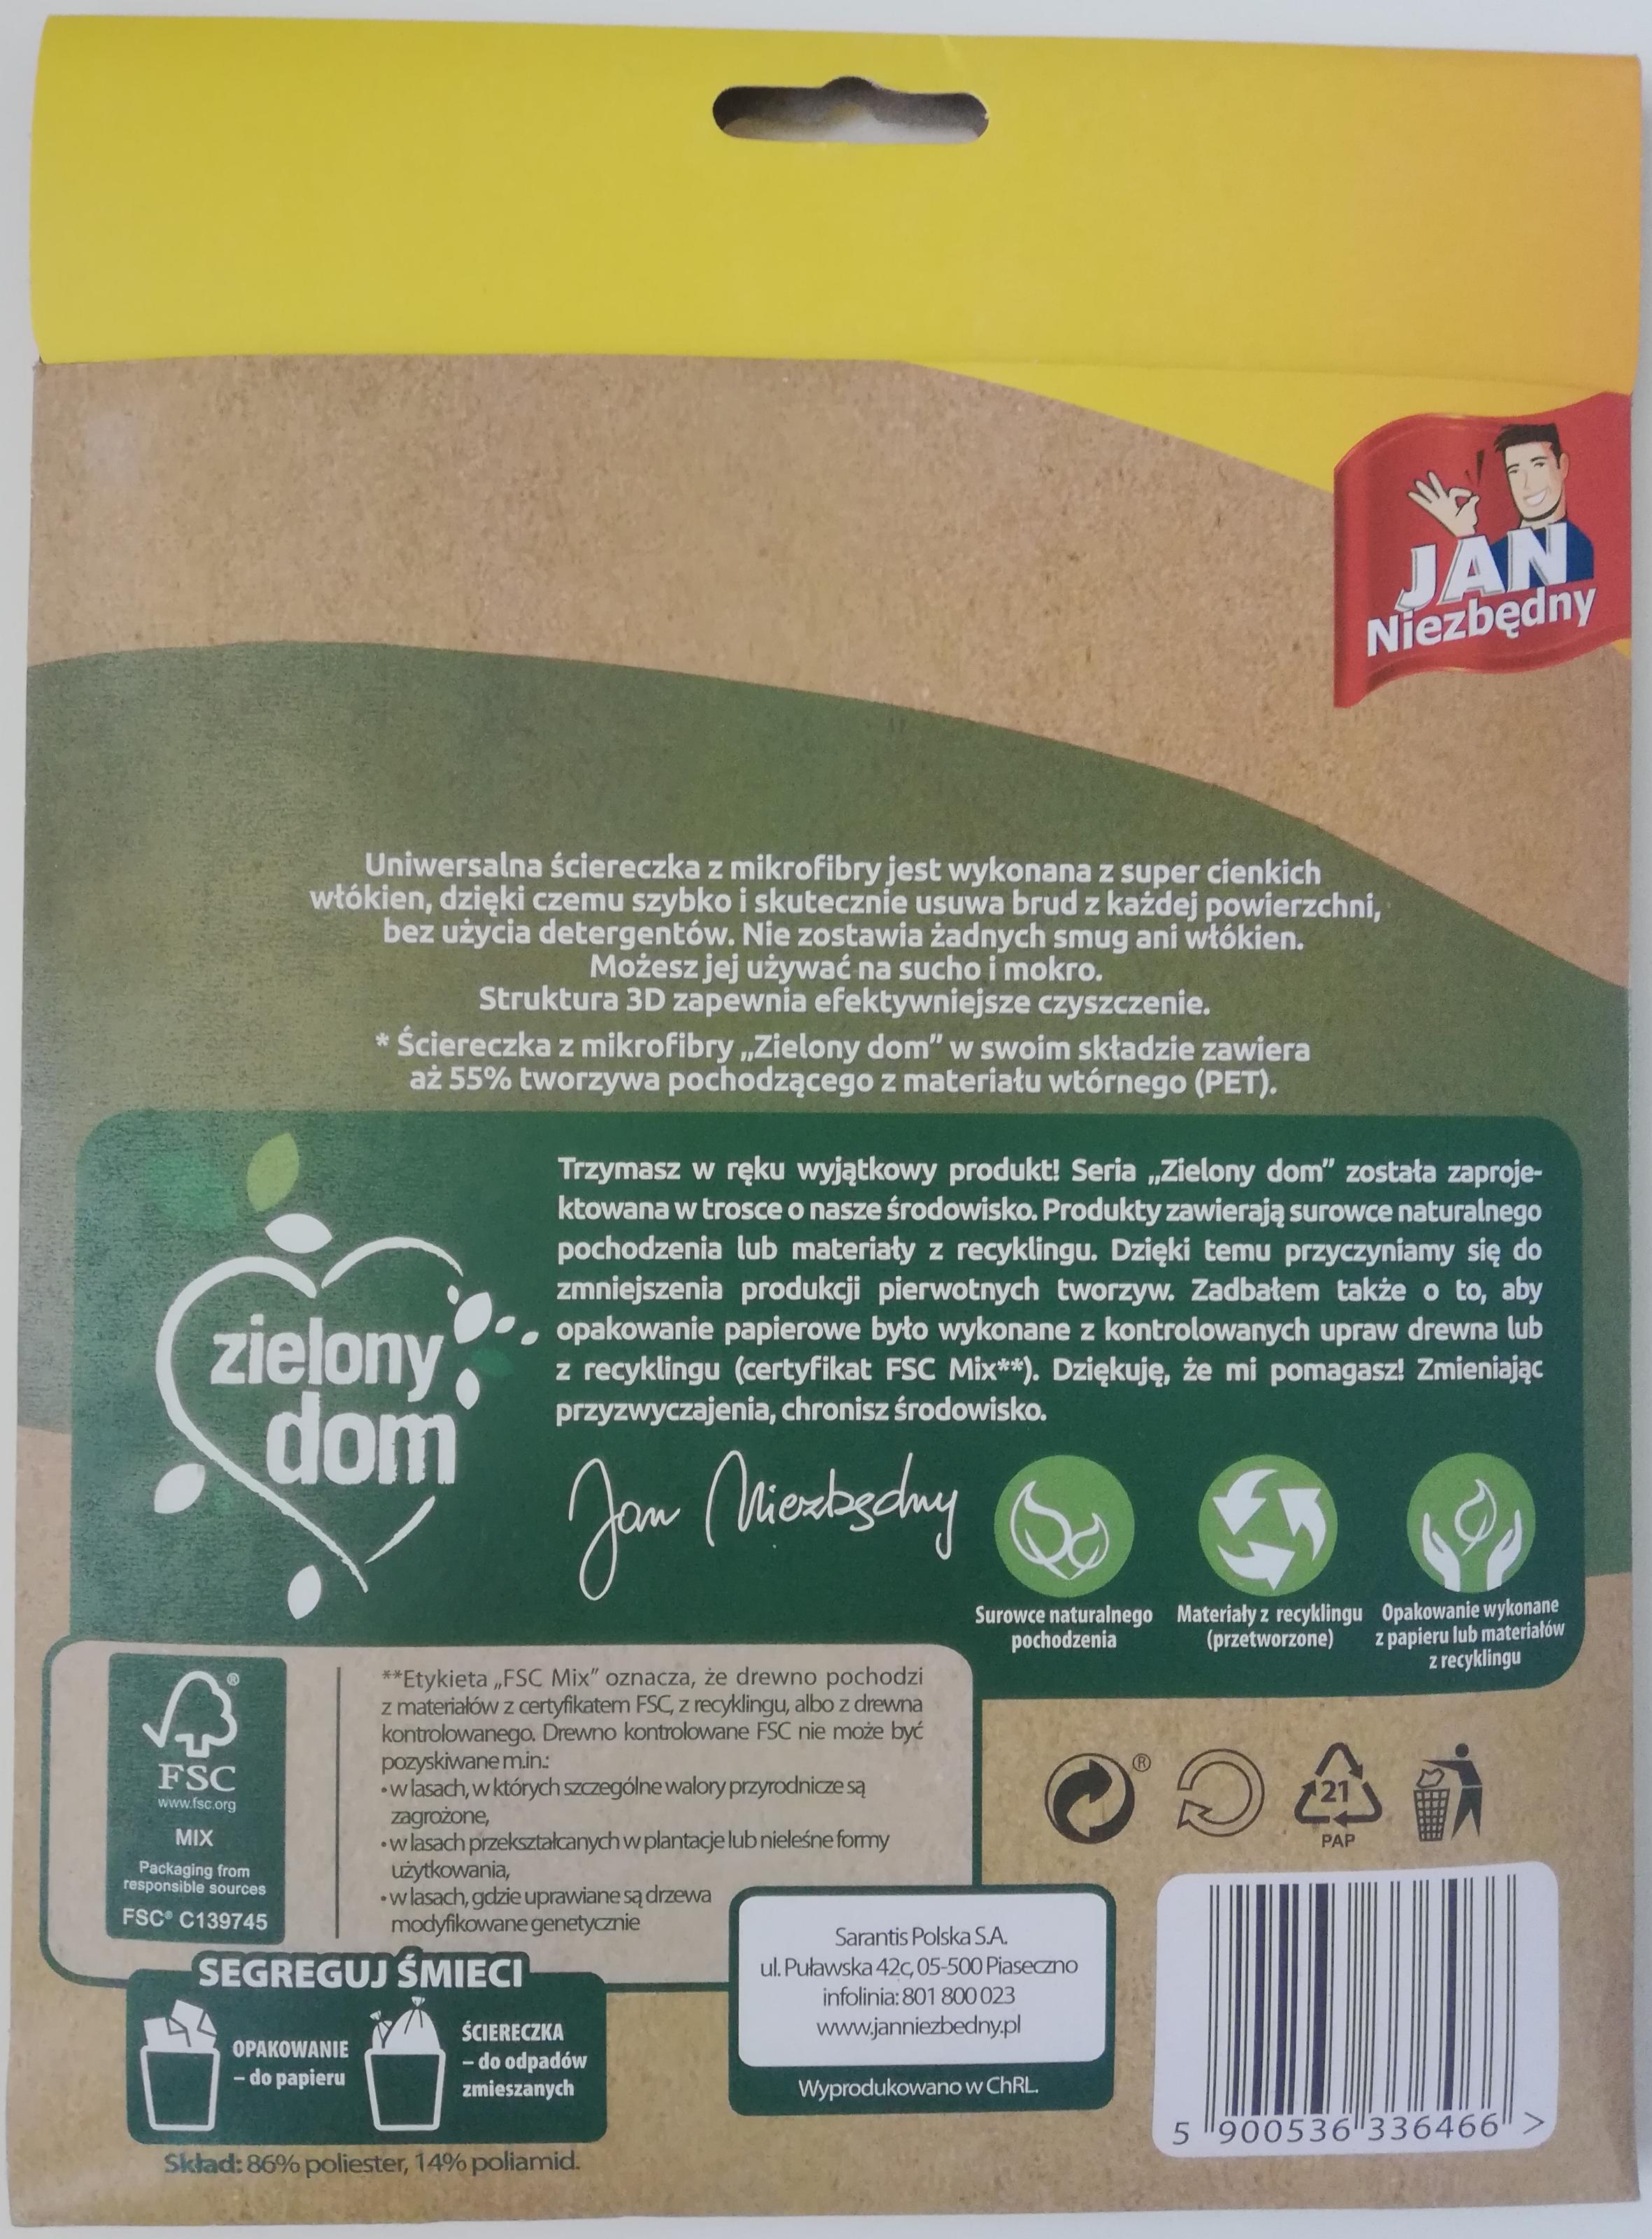 JAN
Niezbędny
Uniwersalna ściereczka z mikrofibry jest wykonana z super cienkich
włókien, dzięki czemu szybko i skutecznie usuwa brud z każdej powierzchni,
bez użycia detergentów. Nie zostawia żadnych smug ani włókien.
Możesz jej używać na sucho i mokro.
Struktura 3D zapewnia efektywniejsze czyszczenie.
* Ściereczka z mikrofibry „Zielony dom” w swoim składzie zawiera
aż 55% tworzywa pochodzącego z materiału wtórnego (PET).
zielony
dom
Trzymasz w ręku wyjątkowy produkt! Seria „Zielony dom” została zaproje-
ktowana w trosce o nasze środowisko. Produkty zawierają surowce naturalnego
pochodzenia lub materiały z recyklingu. Dzięki temu przyczyniamy się do
zmniejszenia produkcji pierwotnych tworzyw. Zadbałem także o to, aby
opakowanie papierowe było wykonane z kontrolowanych upraw drewna lub
z recyklingu (certyfikat FSC Mix**). Dziękuję, że mi pomagasz! Zmieniając
przyzwyczajenia, chronisz środowisko.
Jan Niezbędny
Surowce naturalnego
pochodzenia
Materiały z recyklingu
(przetworzone)
Opakowanie wykonane
z papieru lub materiałów
z recyklingu
®
FSC
www.fsc.org
MIX
Packaging from
responsible sources
FSC® C139745
**Etykieta „FSC Mix” oznacza, że drewno pochodzi
z materiałów z certyfikatem FSC, z recyklingu, albo z drewna
kontrolowanego. Drewno kontrolowane FSC nie może być
pozyskiwane m.in.:
• w lasach, w których szczególne walory przyrodnicze są
zagrożone,
• w lasach przekształcanych w plantacje lub nieleśne formy
użytkowania,
• w lasach, gdzie uprawiane są drzewa
modyfikowane genetycznie
®
21
PAP
SEGREGUJ ŚMIECI
OPAKOWANIE
– do papieru
ŚCIERECZKA
– do odpadów
zmieszanych
Skład: 86% poliester, 14% poliamid.
Sarantis Polska S.A.
ul. Puławska 42c, 05-500 Piaseczno
infolinia: 801 800 023
www.janniezbedny.pl
Wyprodukowano w ChRL.
5 900536 336466 >